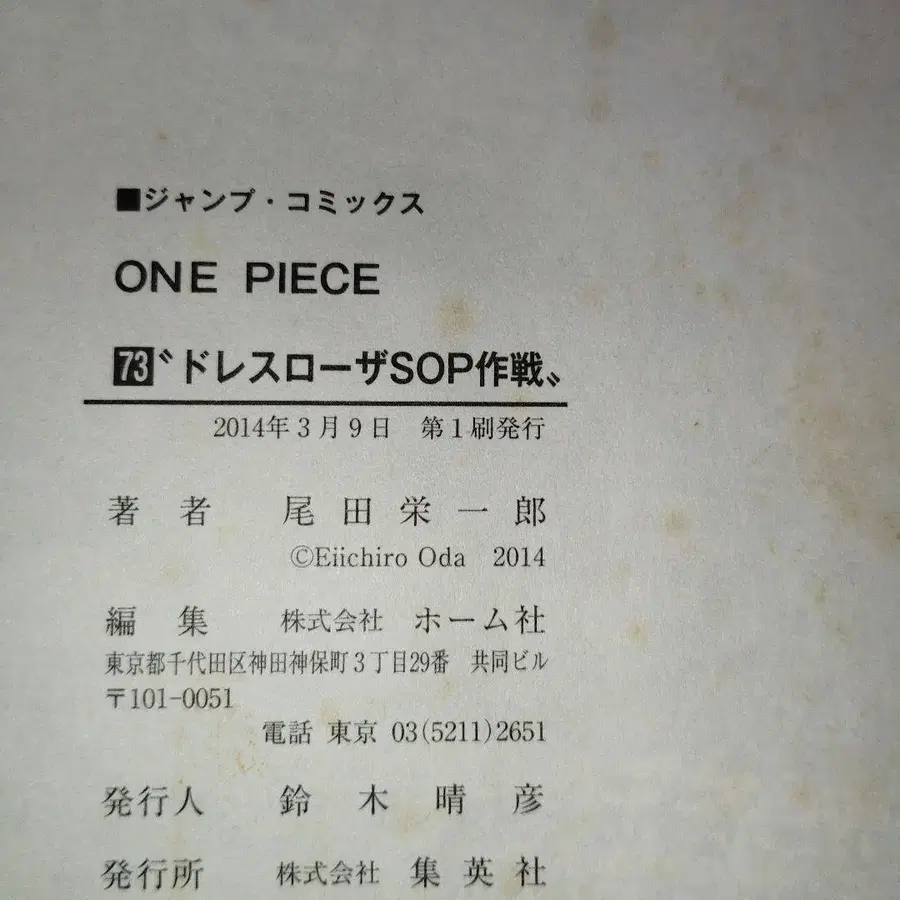 ■ジャンプ・コミックス
ONE PIECE
73〝ドレスローザSOP作戦〟
2014年3月9日　第1刷発行
著者　尾田栄一郎
©Eiichiro Oda　2014
編集　株式会社　ホーム社
東京都千代田区神田神保町3丁目29番　共同ビル
〒101-0051
電話　東京　03(5211)2651
発行人　鈴木晴彦
発行所　株式会社　集英社